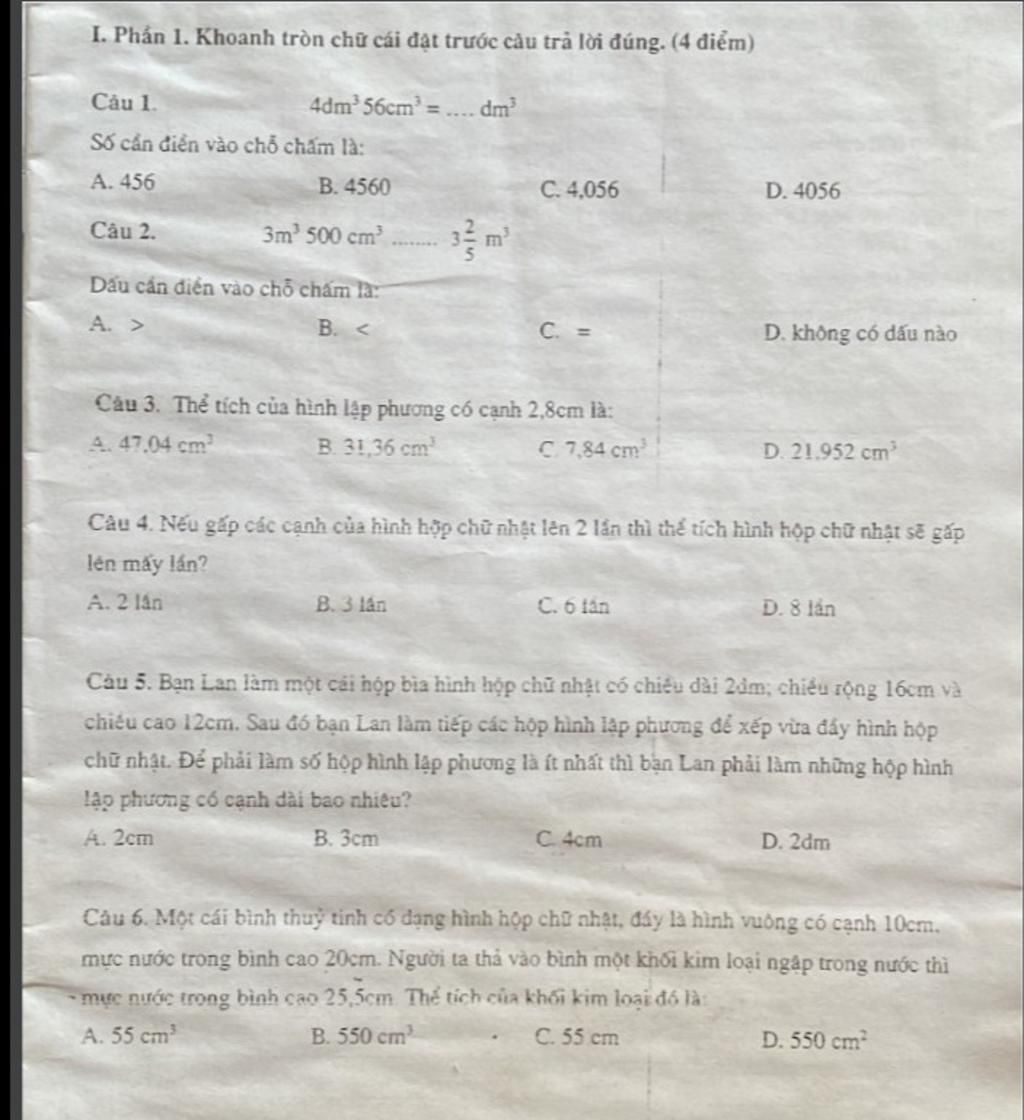 I. Phần 1. Khoanh tròn chữ cái đặt trước câu trả lời đúng. (4 điểm)
Câu 1. 4dm³ 56cm³ = .... dm³
Số cần điền vào chỗ chấm là:
A. 456 B. 4560 C. 4,056 D. 4056
Câu 2. 3m³ 500 cm³ ........ 3 2/5 m³
Dấu cần điền vào chỗ chấm là:
A. > B. < C. = D. không có dấu nào
Câu 3. Thể tích của hình lập phương có cạnh 2,8cm là:
A. 47,04 cm³ B. 31,36 cm³ C. 7,84 cm³ D. 21,952 cm³
Câu 4. Nếu gấp các cạnh của hình hộp chữ nhật lên 2 lần thì thể tích hình hộp chữ nhật sẽ gấp
lên mấy lần?
A. 2 lần B. 3 lần C. 6 lần D. 8 lần
Câu 5. Bạn Lan làm một cái hộp bìa hình hộp chữ nhật có chiều dài 2dm; chiều rộng 16cm và
chiều cao 12cm. Sau đó bạn Lan làm tiếp các hộp hình lập phương để xếp vừa đầy hình hộp
chữ nhật. Để phải làm số hộp hình lập phương là ít nhất thì bạn Lan phải làm những hộp hình
lập phương có cạnh dài bao nhiêu?
A. 2cm B. 3cm C. 4cm D. 2dm
Câu 6. Một cái bình thuỷ tinh có dạng hình hộp chữ nhật, đáy là hình vuông có cạnh 10cm,
mực nước trong bình cao 20cm. Người ta thả vào bình một khối kim loại ngập trong nước thì
mực nước trong bình cao 25,5cm. Thể tích của khối kim loại đó là:
A. 55 cm³ B. 550 cm³ C. 55 cm D. 550 cm²